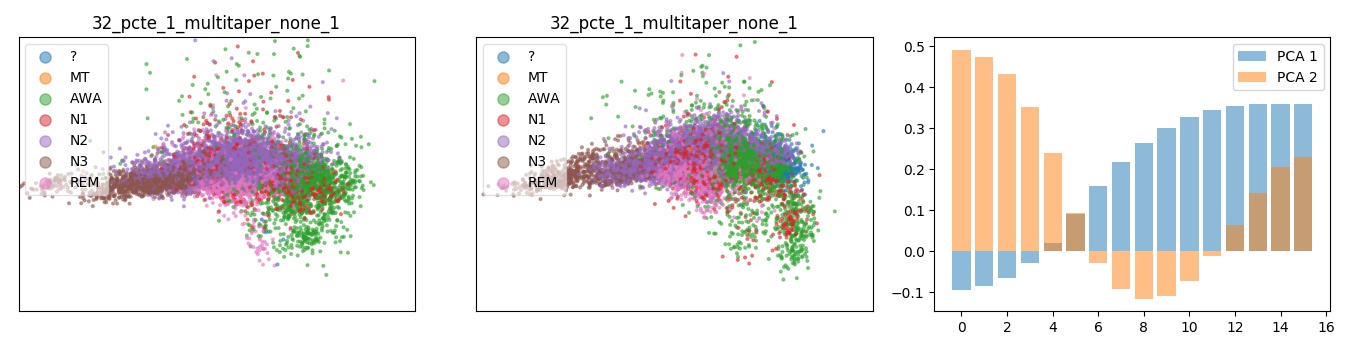 32_pcte_1_multitaper_none_1
?
MT
AWA
N1
N2
N3
REM
32_pcte_1_multitaper_none_1
?
MT
AWA
N1
N2
N3
REM
PCA 1
PCA 2
0.5
0.4
0.3
0.2
0.1
0.0
−0.1
0 2 4 6 8 10 12 14 16